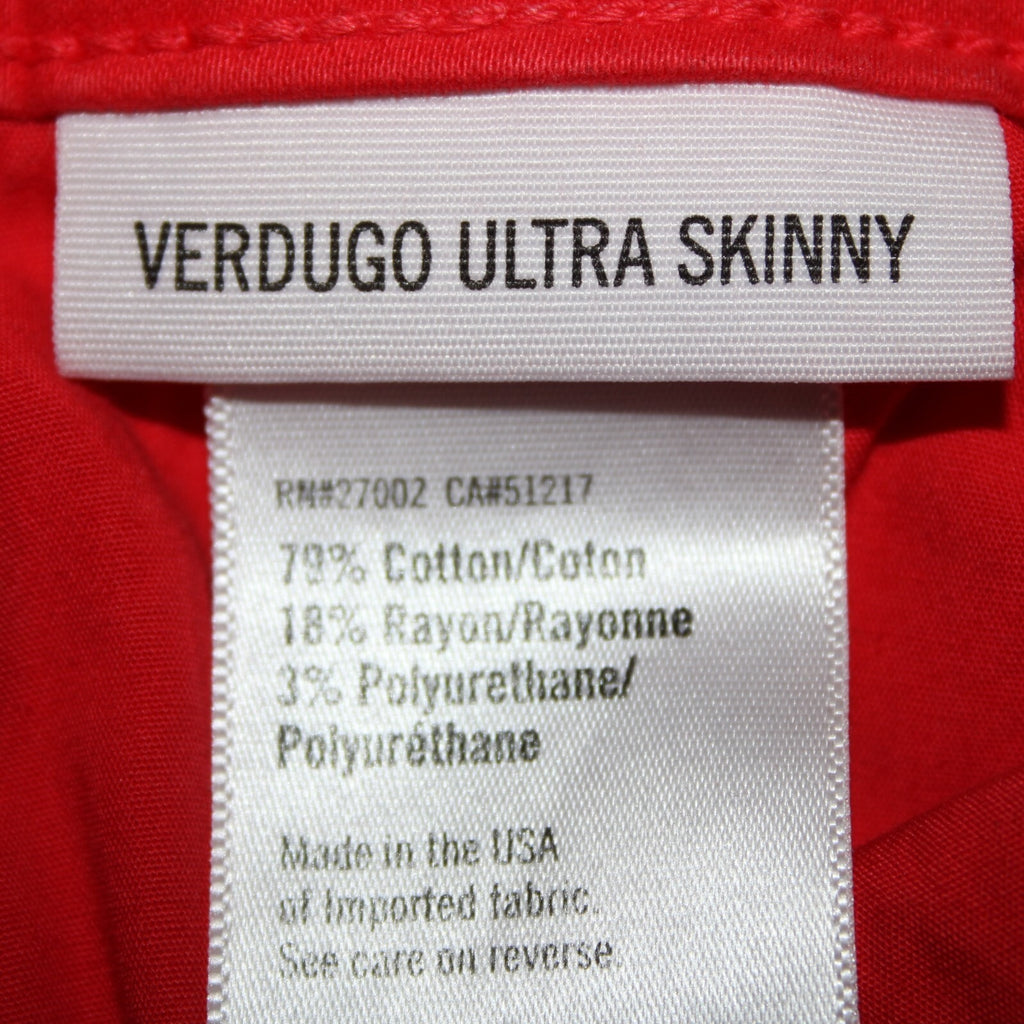 VERDUGO ULTRA SKINNY
RN#27002 CA#51217
79% Cotton/Coton
18% Rayon/Rayonne
3% Polyurethane/
Polyuréthane
Made in the USA
of Imported fabric.
See care on reverse.